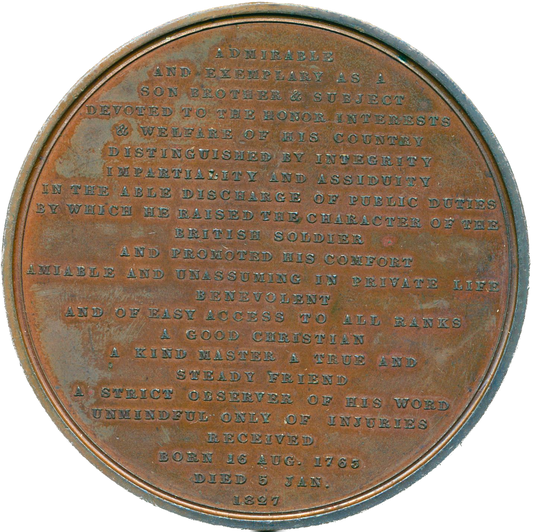 ADMIRABLE
AND EXEMPLARY AS A
SON BROTHER & SUBJECT
DEVOTED TO THE HONOR INTERESTS
& WELFARE OF HIS COUNTRY
DISTINGUISHED BY INTEGRITY
IMPARTIALITY AND ASSIDUITY
IN THE ABLE DISCHARGE OF PUBLIC DUTIES
BY WHICH HE RAISED THE CHARACTER OF THE
BRITISH SOLDIER
AND PROMOTED HIS COMFORT
AMIABLE AND UNASSUMING IN PRIVATE LIFE
BENEVOLENT
AND OF EASY ACCESS TO ALL RANKS
A GOOD CHRISTIAN
A KIND MASTER A TRUE AND
STEADY FRIEND
A STRICT OBSERVER OF HIS WORD
UNMINDFUL ONLY OF INJURIES
RECEIVED
BORN 16 AUG. 1763
DIED 5 JAN.
1827